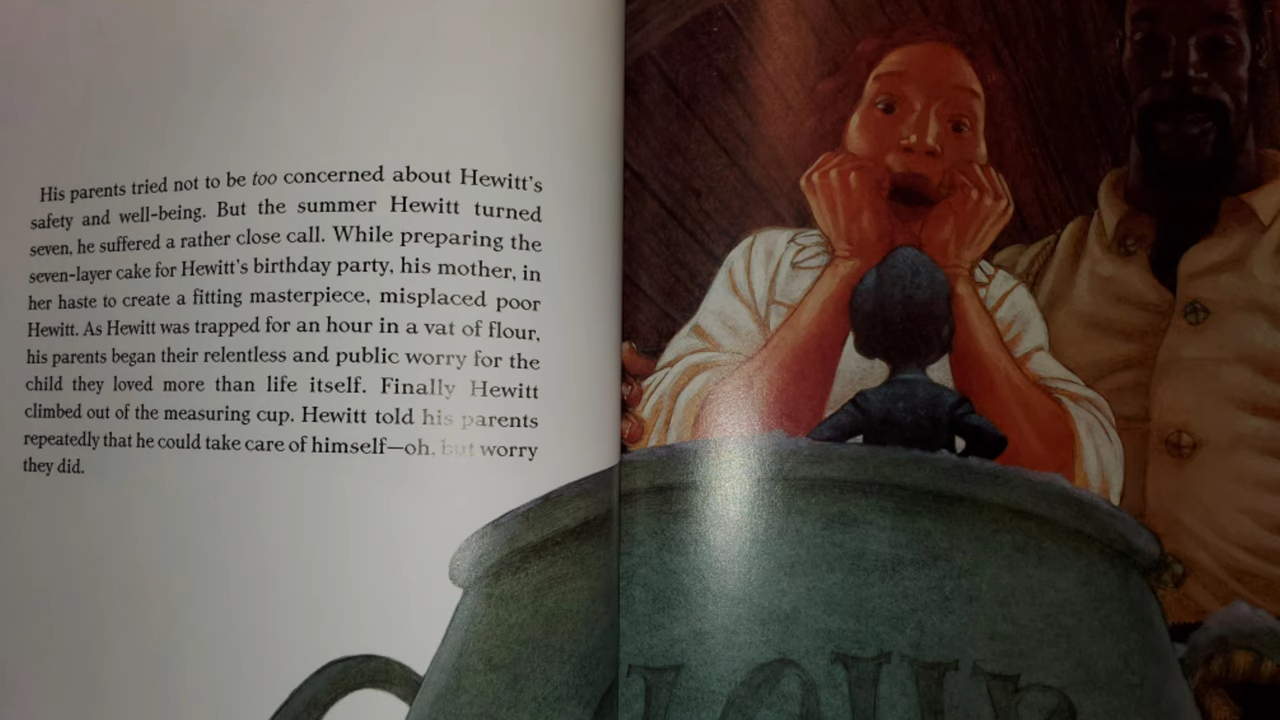 His parents tried not to be too concerned about Hewitt's
safety and well-being. But the summer Hewitt turned
seven, he suffered a rather close call. While preparing the
seven-layer cake for Hewitt's birthday party, his mother, in
her haste to create a fitting masterpiece, misplaced poor
Hewitt. As Hewitt was trapped for an hour in a vat of flour,
his parents began their relentless and public worry for the
child they loved more than life itself. Finally Hewitt
climbed out of the measuring cup. Hewitt told his parents
repeatedly that he could take care of himself—oh, but worry
they did.
FLOUR